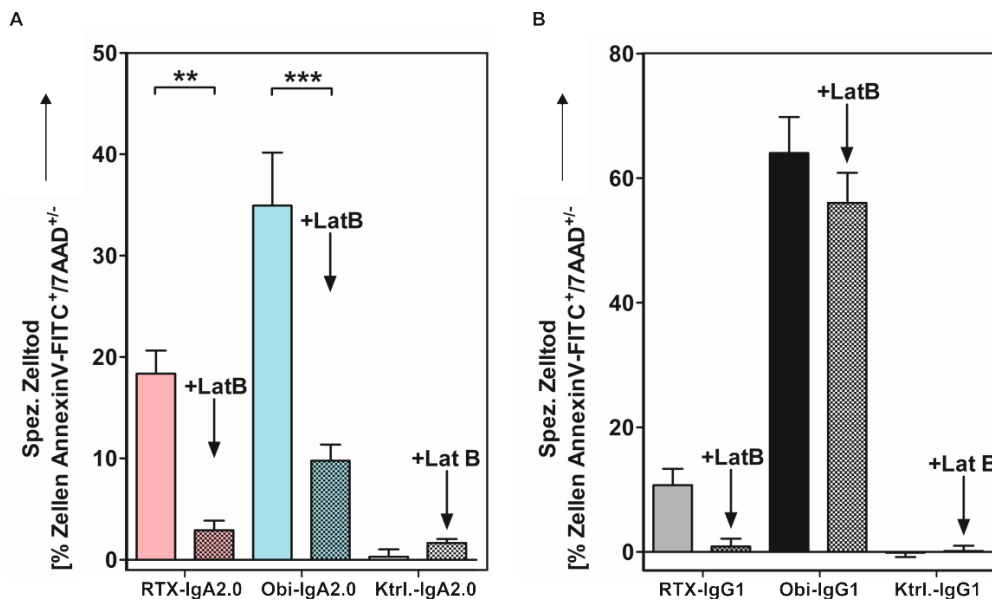 A
Spez. Zelltod
[% Zellen AnnexinV-FITC⁺/7AAD⁺/⁻
50
40
30
20
10
0
**
***
+LatB
+LatB
+Lat B
RTX-IgA2.0
Obi-IgA2.0
Ktrl.-IgA2.0
B
Spez. Zelltod
[% Zellen AnnexinV-FITC⁺/7AAD⁺/⁻
80
60
40
20
0
+LatB
+LatB
+Lat B
RTX-IgG1
Obi-IgG1
Ktrl.-IgG1